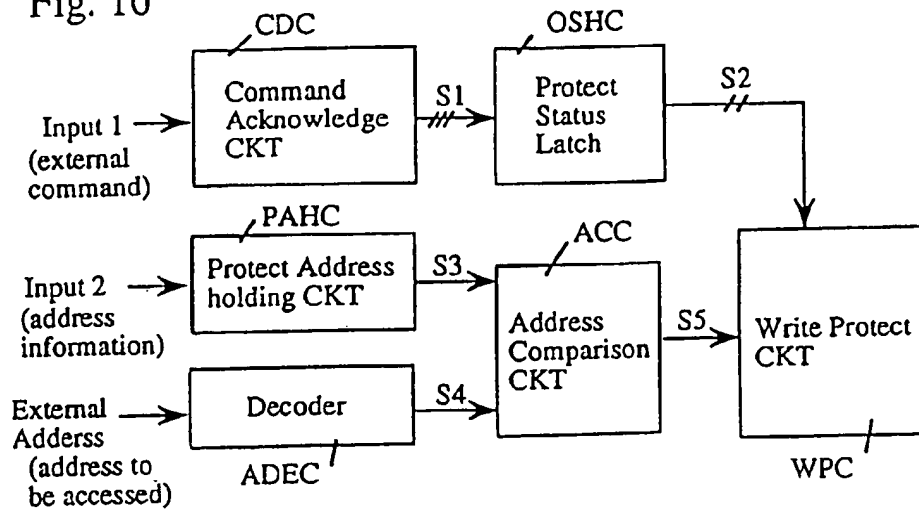 Fig. 10
CDC
OSHC
Command
Acknowledge
CKT
S1
Protect
Status
Latch
S2
Input 1
(external
command)
PAHC
ACC
Protect Address
holding CKT
S3
Input 2
(address
information)
Address
Comparison
CKT
S5
Write Protect
CKT
External
Adderss
(address to
be accessed)
Decoder
S4
ADEC
WPC